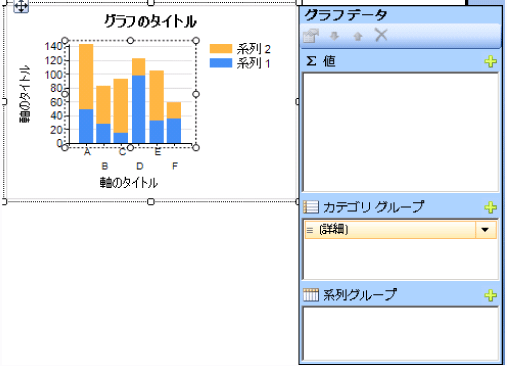 グラフのタイトル
140
120
100
80
60
40
20
0
軸のタイトル
系列 2
系列 1
A
C
E
B
D
F
軸のタイトル
グラフ データ
Σ 値
カテゴリ グループ
(詳細)
系列グループ